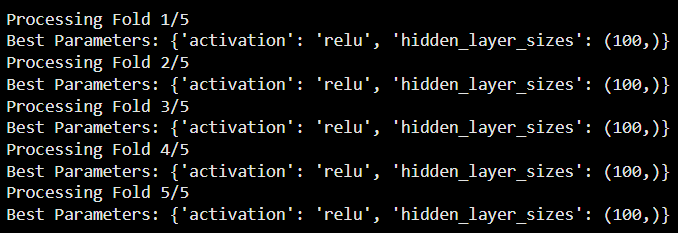 Processing Fold 1/5
Best Parameters: {'activation': 'relu', 'hidden_layer_sizes': (100,)}
Processing Fold 2/5
Best Parameters: {'activation': 'relu', 'hidden_layer_sizes': (100,)}
Processing Fold 3/5
Best Parameters: {'activation': 'relu', 'hidden_layer_sizes': (100,)}
Processing Fold 4/5
Best Parameters: {'activation': 'relu', 'hidden_layer_sizes': (100,)}
Processing Fold 5/5
Best Parameters: {'activation': 'relu', 'hidden_layer_sizes': (100,)}